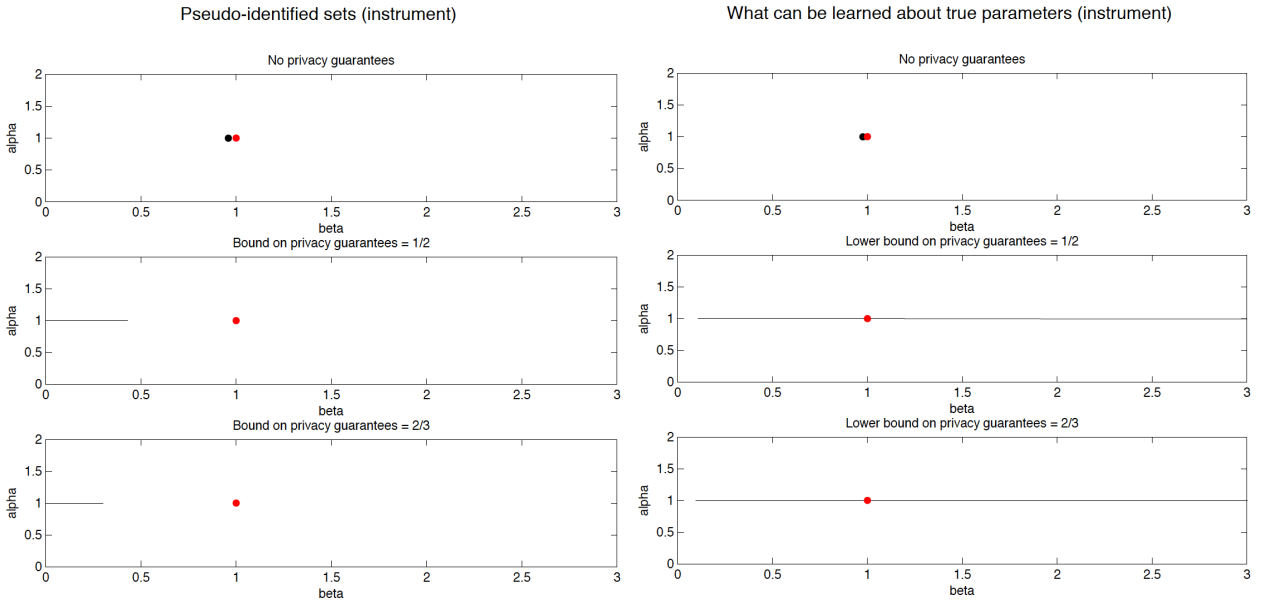 Pseudo-identified sets (instrument)
No privacy guarantees
2
1.5
1
0.5
0
alpha
0 0.5 1 1.5 2 2.5 3
beta
Bound on privacy guarantees = 1/2
2
1.5
1
0.5
0
alpha
0 0.5 1 1.5 2 2.5 3
beta
Bound on privacy guarantees = 2/3
2
1.5
1
0.5
0
alpha
0 0.5 1 1.5 2 2.5 3
beta
What can be learned about true parameters (instrument)
No privacy guarantees
2
1.5
1
0.5
0
alpha
0 0.5 1 1.5 2 2.5 3
beta
Lower bound on privacy guarantees = 1/2
2
1.5
1
0.5
0
alpha
0 0.5 1 1.5 2 2.5 3
beta
Lower bound on privacy guarantees = 2/3
2
1.5
1
0.5
0
alpha
0 0.5 1 1.5 2 2.5 3
beta